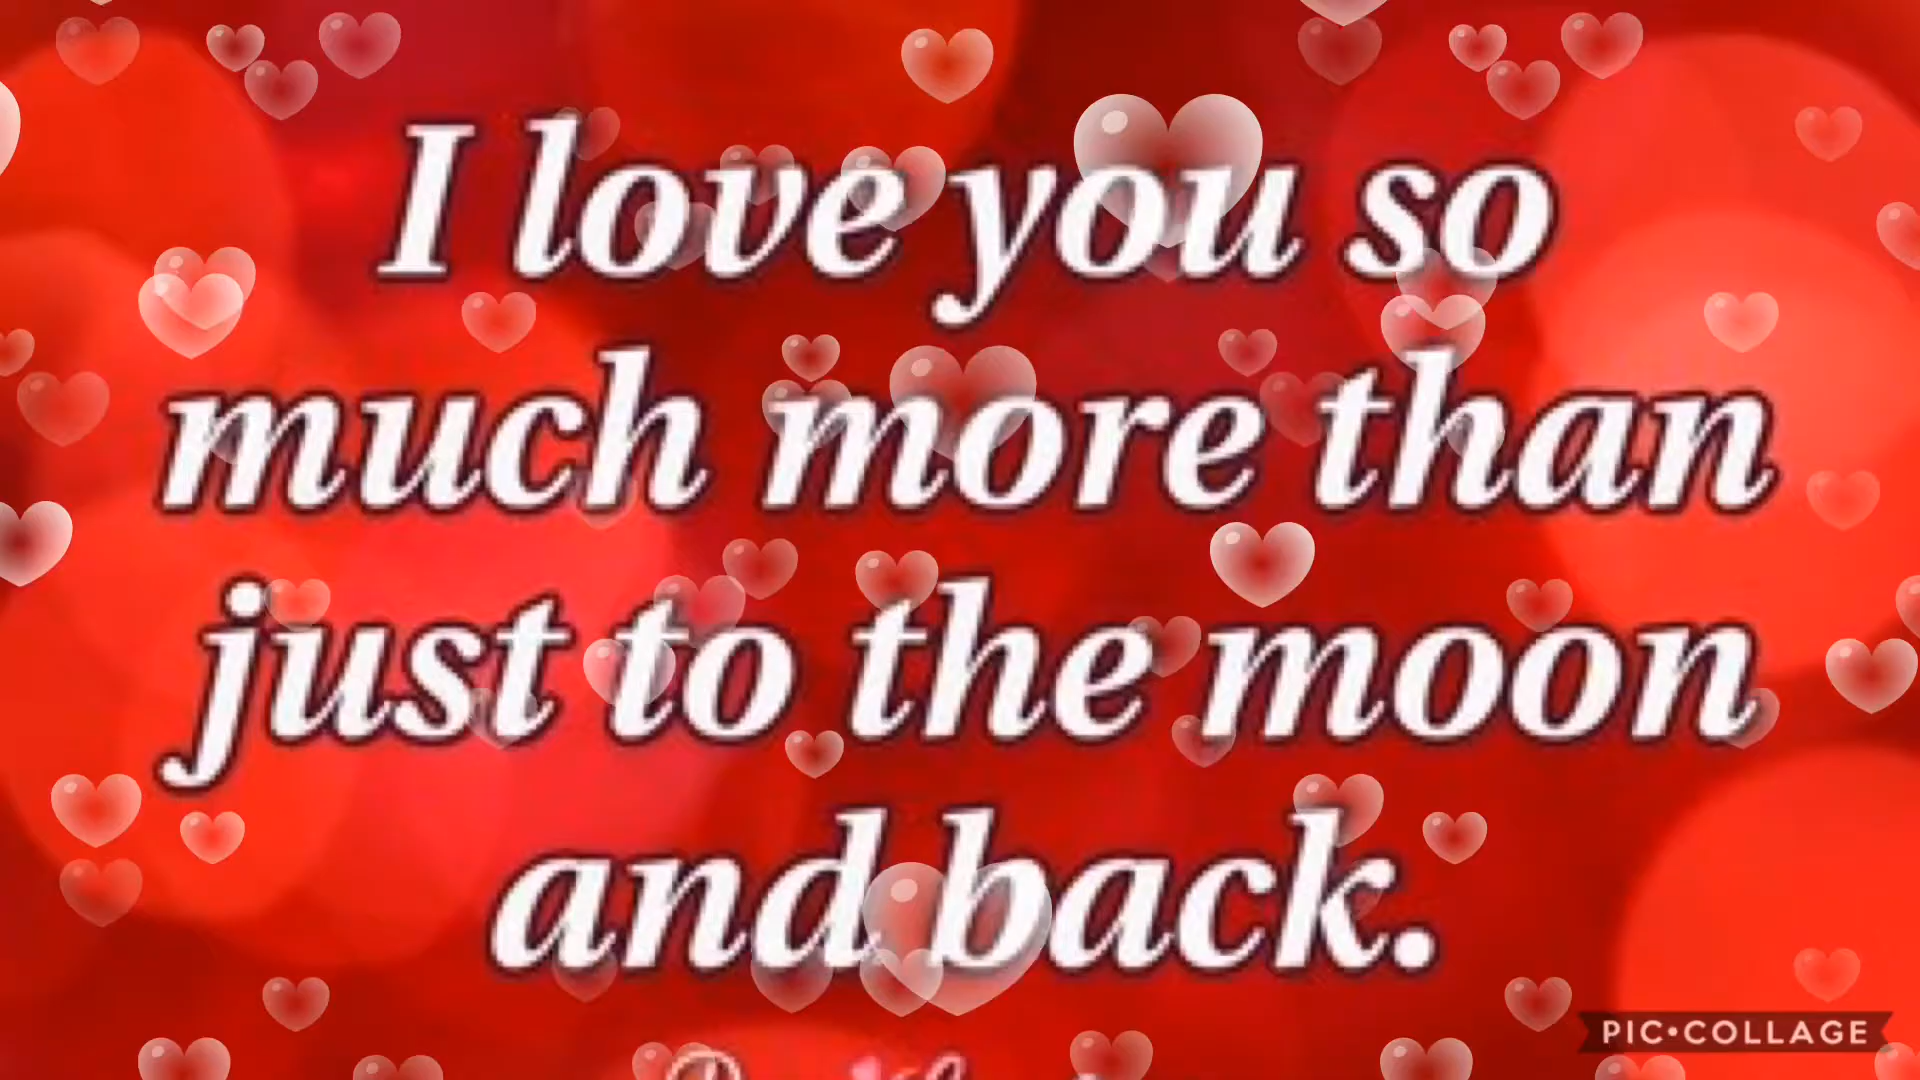 I love you so
much more than
just to the moon
and back.
PIC•COLLAGE